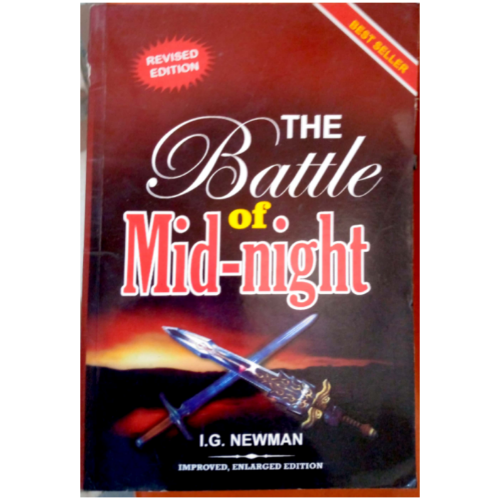 REVISED
EDITION
BEST SELLER
THE
Battle
of
Mid-night
I.G. NEWMAN
IMPROVED, ENLARGED EDITION